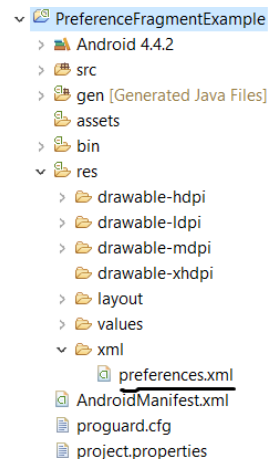 PreferenceFragmentExample
Android 4.4.2
src
gen [Generated Java Files]
assets
bin
res
drawable-hdpi
drawable-ldpi
drawable-mdpi
drawable-xhdpi
layout
values
xml
preferences.xml
AndroidManifest.xml
proguard.cfg
project.properties